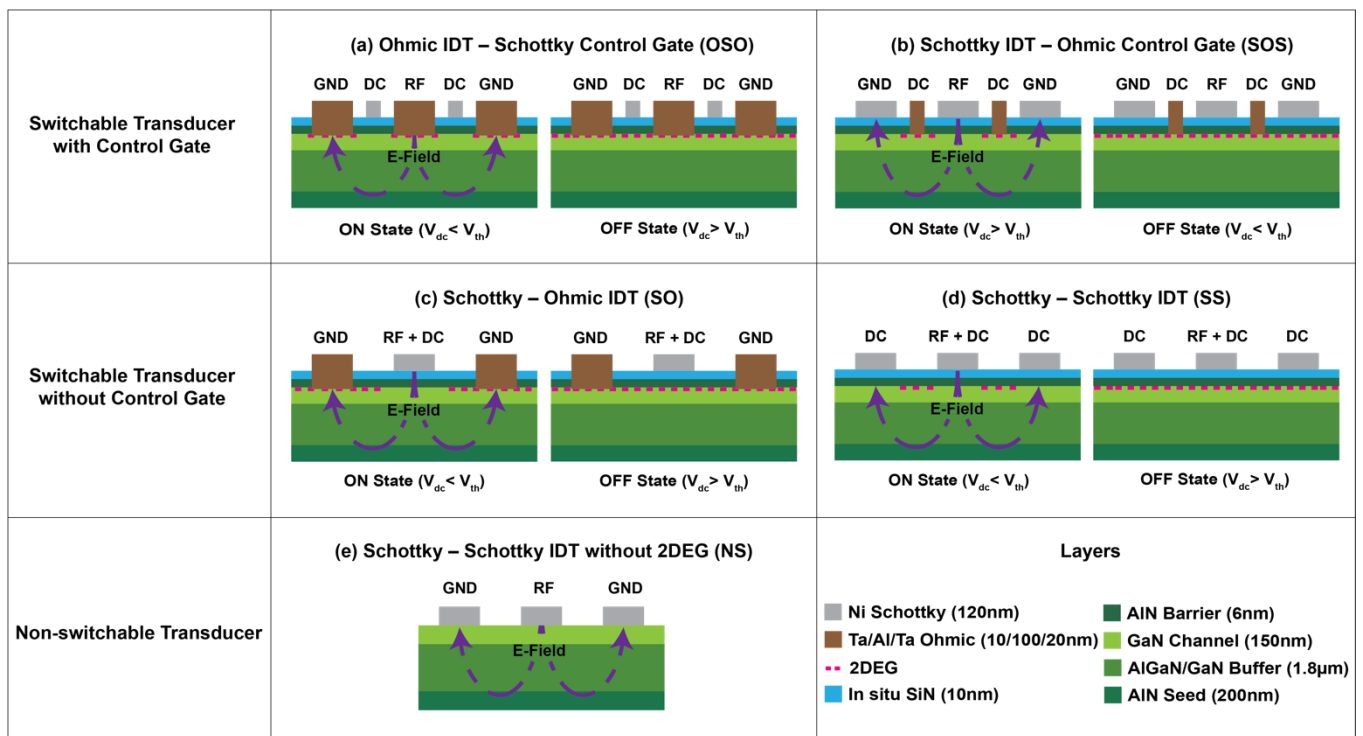 (a) Ohmic IDT – Schottky Control Gate (OSO)
GND DC RF DC GND
GND DC RF DC GND
Switchable Transducer
with Control Gate
E-Field
ON State (Vdc< Vth)
OFF State (Vdc> Vth)
(b) Schottky IDT – Ohmic Control Gate (SOS)
GND DC RF DC GND
GND DC RF DC GND
E-Field
ON State (Vdc> Vth)
OFF State (Vdc< Vth)
(c) Schottky – Ohmic IDT (SO)
GND RF + DC GND
GND RF + DC GND
Switchable Transducer
without Control Gate
E-Field
ON State (Vdc< Vth)
OFF State (Vdc> Vth)
(d) Schottky – Schottky IDT (SS)
DC RF + DC DC
DC RF + DC DC
E-Field
ON State (Vdc< Vth)
OFF State (Vdc> Vth)
(e) Schottky – Schottky IDT without 2DEG (NS)
GND RF GND
Non-switchable Transducer
E-Field
Layers
Ni Schottky (120nm)
Ta/Al/Ta Ohmic (10/100/20nm)
2DEG
In situ SiN (10nm)
AlN Barrier (6nm)
GaN Channel (150nm)
AlGaN/GaN Buffer (1.8µm)
AlN Seed (200nm)